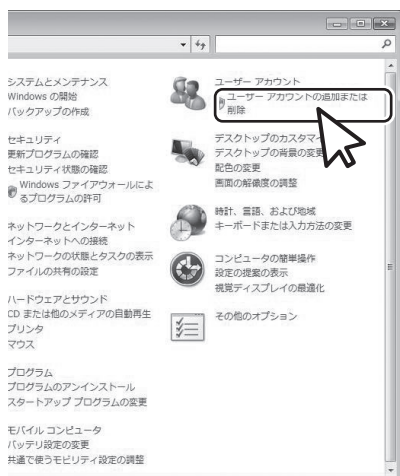 システムとメンテナンス
Windows の開始
バックアップの作成
セキュリティ
更新プログラムの確認
セキュリティ状態の確認
Windows ファイアウォールによ
るプログラムの許可
ネットワークとインターネット
インターネットへの接続
ネットワークの状態とタスクの表示
ファイルの共有の設定
ハードウェアとサウンド
CD または他のメディアの自動再生
プリンタ
マウス
プログラム
プログラムのアンインストール
スタートアップ プログラムの変更
モバイル コンピュータ
バッテリ設定の変更
共通で使うモビリティ設定の調整
ユーザー アカウント
ユーザー アカウントの追加または
削除
デスクトップのカスタマ
デスクトップの背景の変更
配色の変更
画面の解像度の調整
時計、言語、および地域
キーボードまたは入力方法の変更
コンピュータの簡単操作
設定の提案の表示
視覚ディスプレイの最適化
その他のオプション